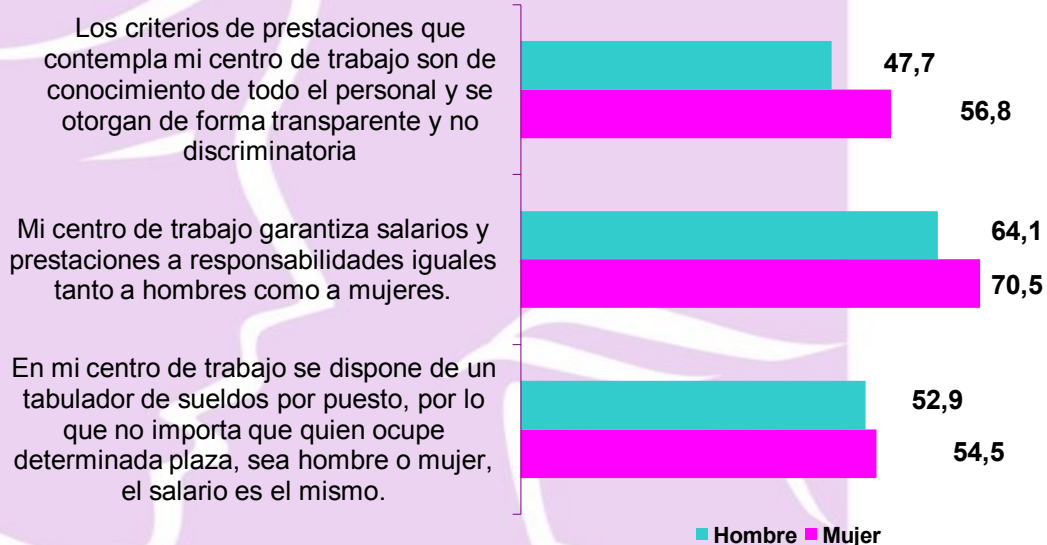 Los criterios de prestaciones que
contempla mi centro de trabajo son de
conocimiento de todo el personal y se
otorgan de forma transparente y no
discriminatoria
47,7
56,8
Mi centro de trabajo garantiza salarios y
prestaciones a responsabilidades iguales
tanto a hombres como a mujeres.
64,1
70,5
En mi centro de trabajo se dispone de un
tabulador de sueldos por puesto, por lo
que no importa que quien ocupe
determinada plaza, sea hombre o mujer,
el salario es el mismo.
52,9
54,5
Hombre Mujer